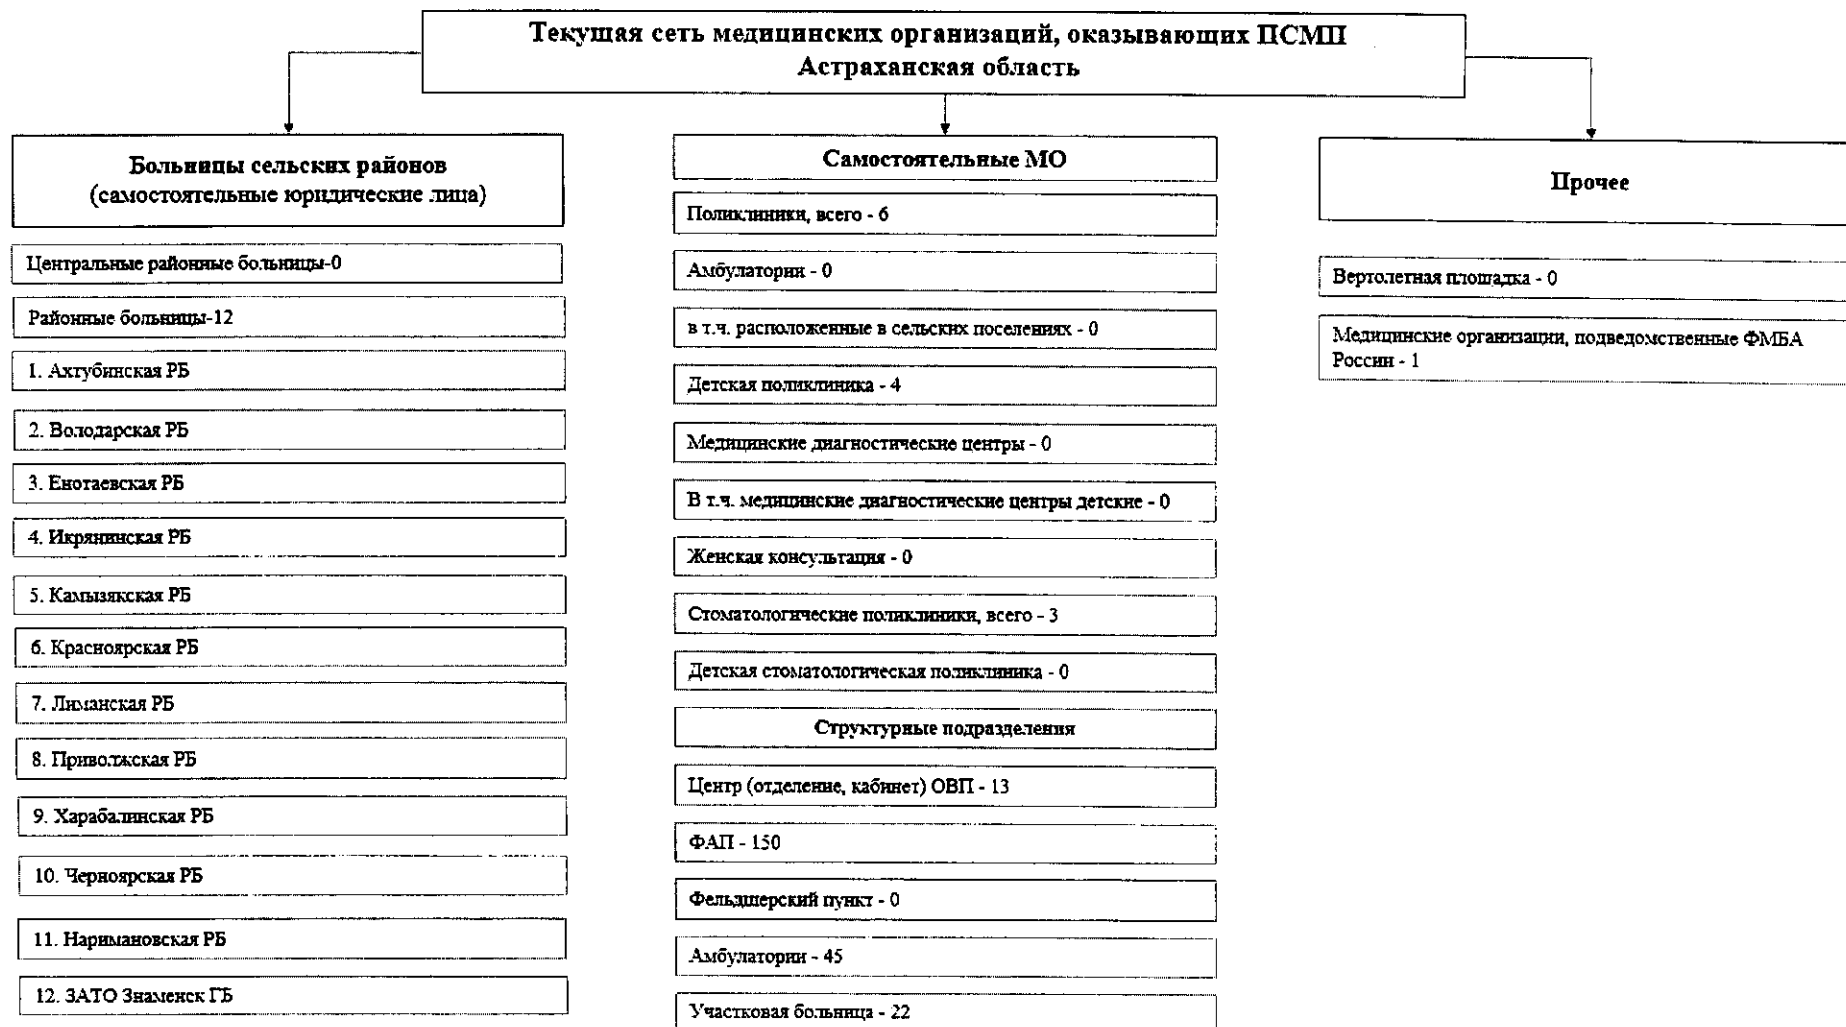 Текущая сеть медицинских организаций, оказывающих ПСМП
Астраханская область
Больницы сельских районов
(самостоятельные юридические лица)
Центральные районные больницы-0
Районные больницы-12
1. Ахтубинская РБ
2. Володарская РБ
3. Енотаевская РБ
4. Икрянинская РБ
5. Камызякская РБ
6. Красноярская РБ
7. Лиманская РБ
8. Приволжская РБ
9. Харабалинская РБ
10. Черноярская РБ
11. Наримановская РБ
12. ЗАТО Знаменск ГБ
Самостоятельные МО
Поликлиники, всего - 6
Амбулатории - 0
в т.ч. расположенные в сельских поселениях - 0
Детская поликлиника - 4
Медицинские диагностические центры - 0
В т.ч. медицинские диагностические центры детские - 0
Женская консультация - 0
Стоматологические поликлиники, всего - 3
Детская стоматологическая поликлиника - 0
Структурные подразделения
Центр (отделение, кабинет) ОВП - 13
ФАП - 150
Фельдшерский пункт - 0
Амбулатории - 45
Участковая больница - 22
Прочее
Вертолетная площадка - 0
Медицинские организации, подведомственные ФМБА
России - 1